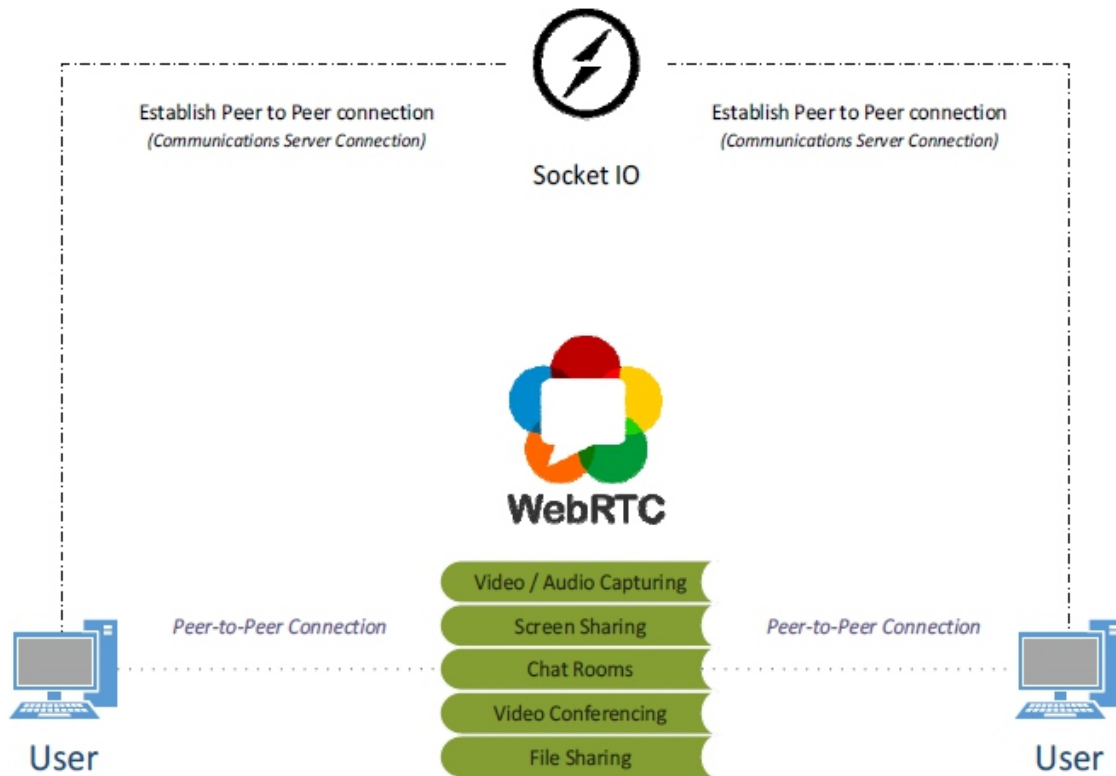 Establish Peer to Peer connection
(Communications Server Connection)
Establish Peer to Peer connection
(Communications Server Connection)
Socket IO
WebRTC
Video / Audio Capturing
Peer-to-Peer Connection
Screen Sharing
Peer-to-Peer Connection
Chat Rooms
Video Conferencing
File Sharing
User
User